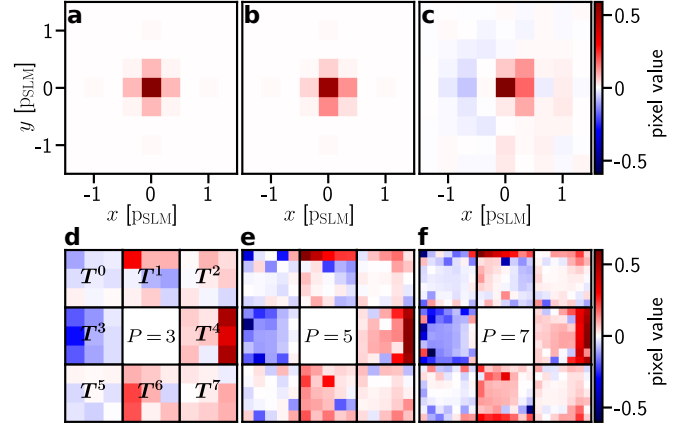 a b c
1
0
-1
y [pSLM]
-1 0 1
-1 0 1
-1 0 1
x [pSLM]
x [pSLM]
x [pSLM]
0.5
0
-0.5
pixel value
d e f
T⁰ T¹ T²
T³ P = 3 T⁴
T⁵ T⁶ T⁷
P = 5
P = 7
0.5
0
-0.5
pixel value